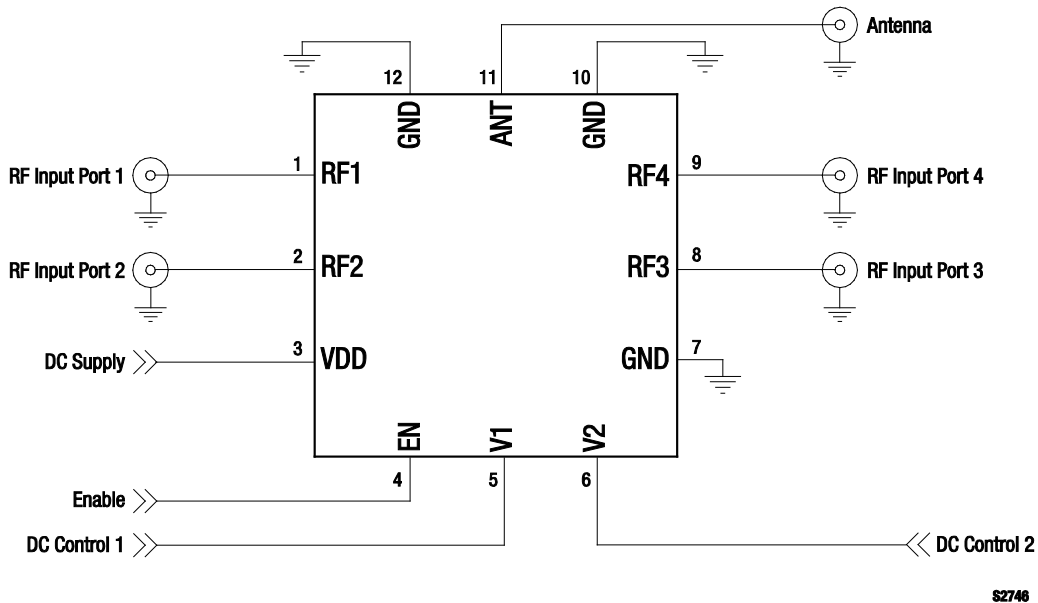 Antenna
12
11
10
GND
ANT
GND
RF Input Port 1
1
RF1
RF4
9
RF Input Port 4
RF Input Port 2
2
RF2
RF3
8
RF Input Port 3
DC Supply
3
VDD
GND
7
EN
V1
V2
4
5
6
Enable
DC Control 1
DC Control 2
S2746